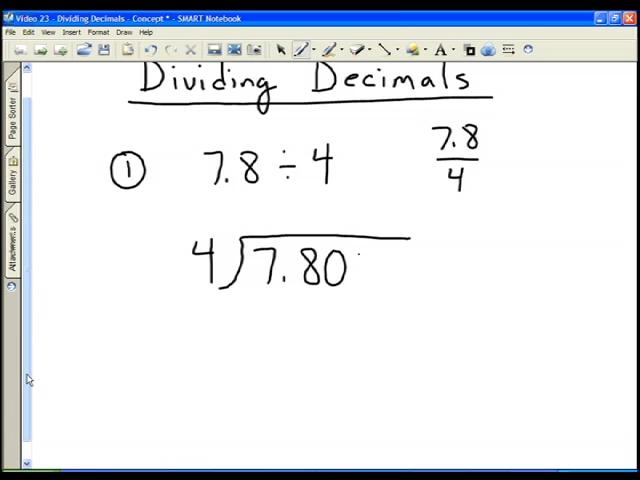 Video 23 - Dividing Decimals - Concept * - SMART Notebook
File Edit View Insert Format Draw Help
Page Sorter
Gallery
Attachments
Dividing Decimals
① 7.8 ÷ 4
7.8
4
4 7.80